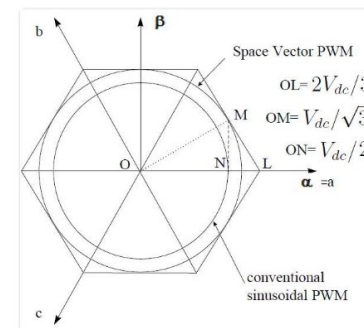 b
β
Space Vector PWM
OL= 2V_dc/3
M
OM= V_dc/√3
O
N
L
ON= V_dc/2
α =a
conventional
sinusoidal PWM
c